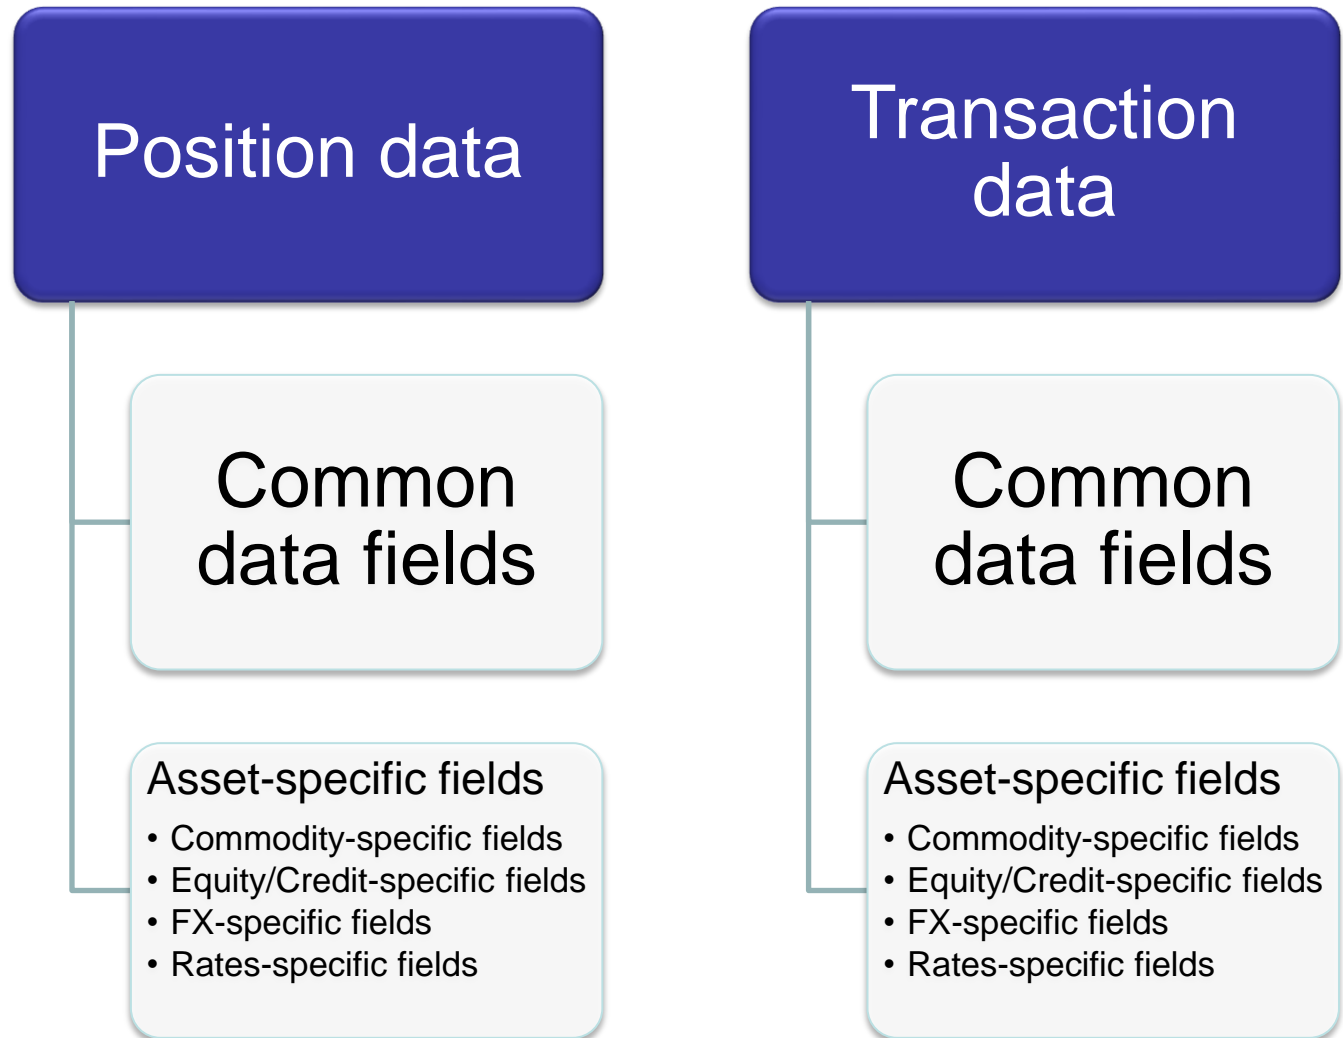 Position data
Common
data fields
Asset-specific fields
• Commodity-specific fields
• Equity/Credit-specific fields
• FX-specific fields
• Rates-specific fields
Transaction
data
Common
data fields
Asset-specific fields
• Commodity-specific fields
• Equity/Credit-specific fields
• FX-specific fields
• Rates-specific fields